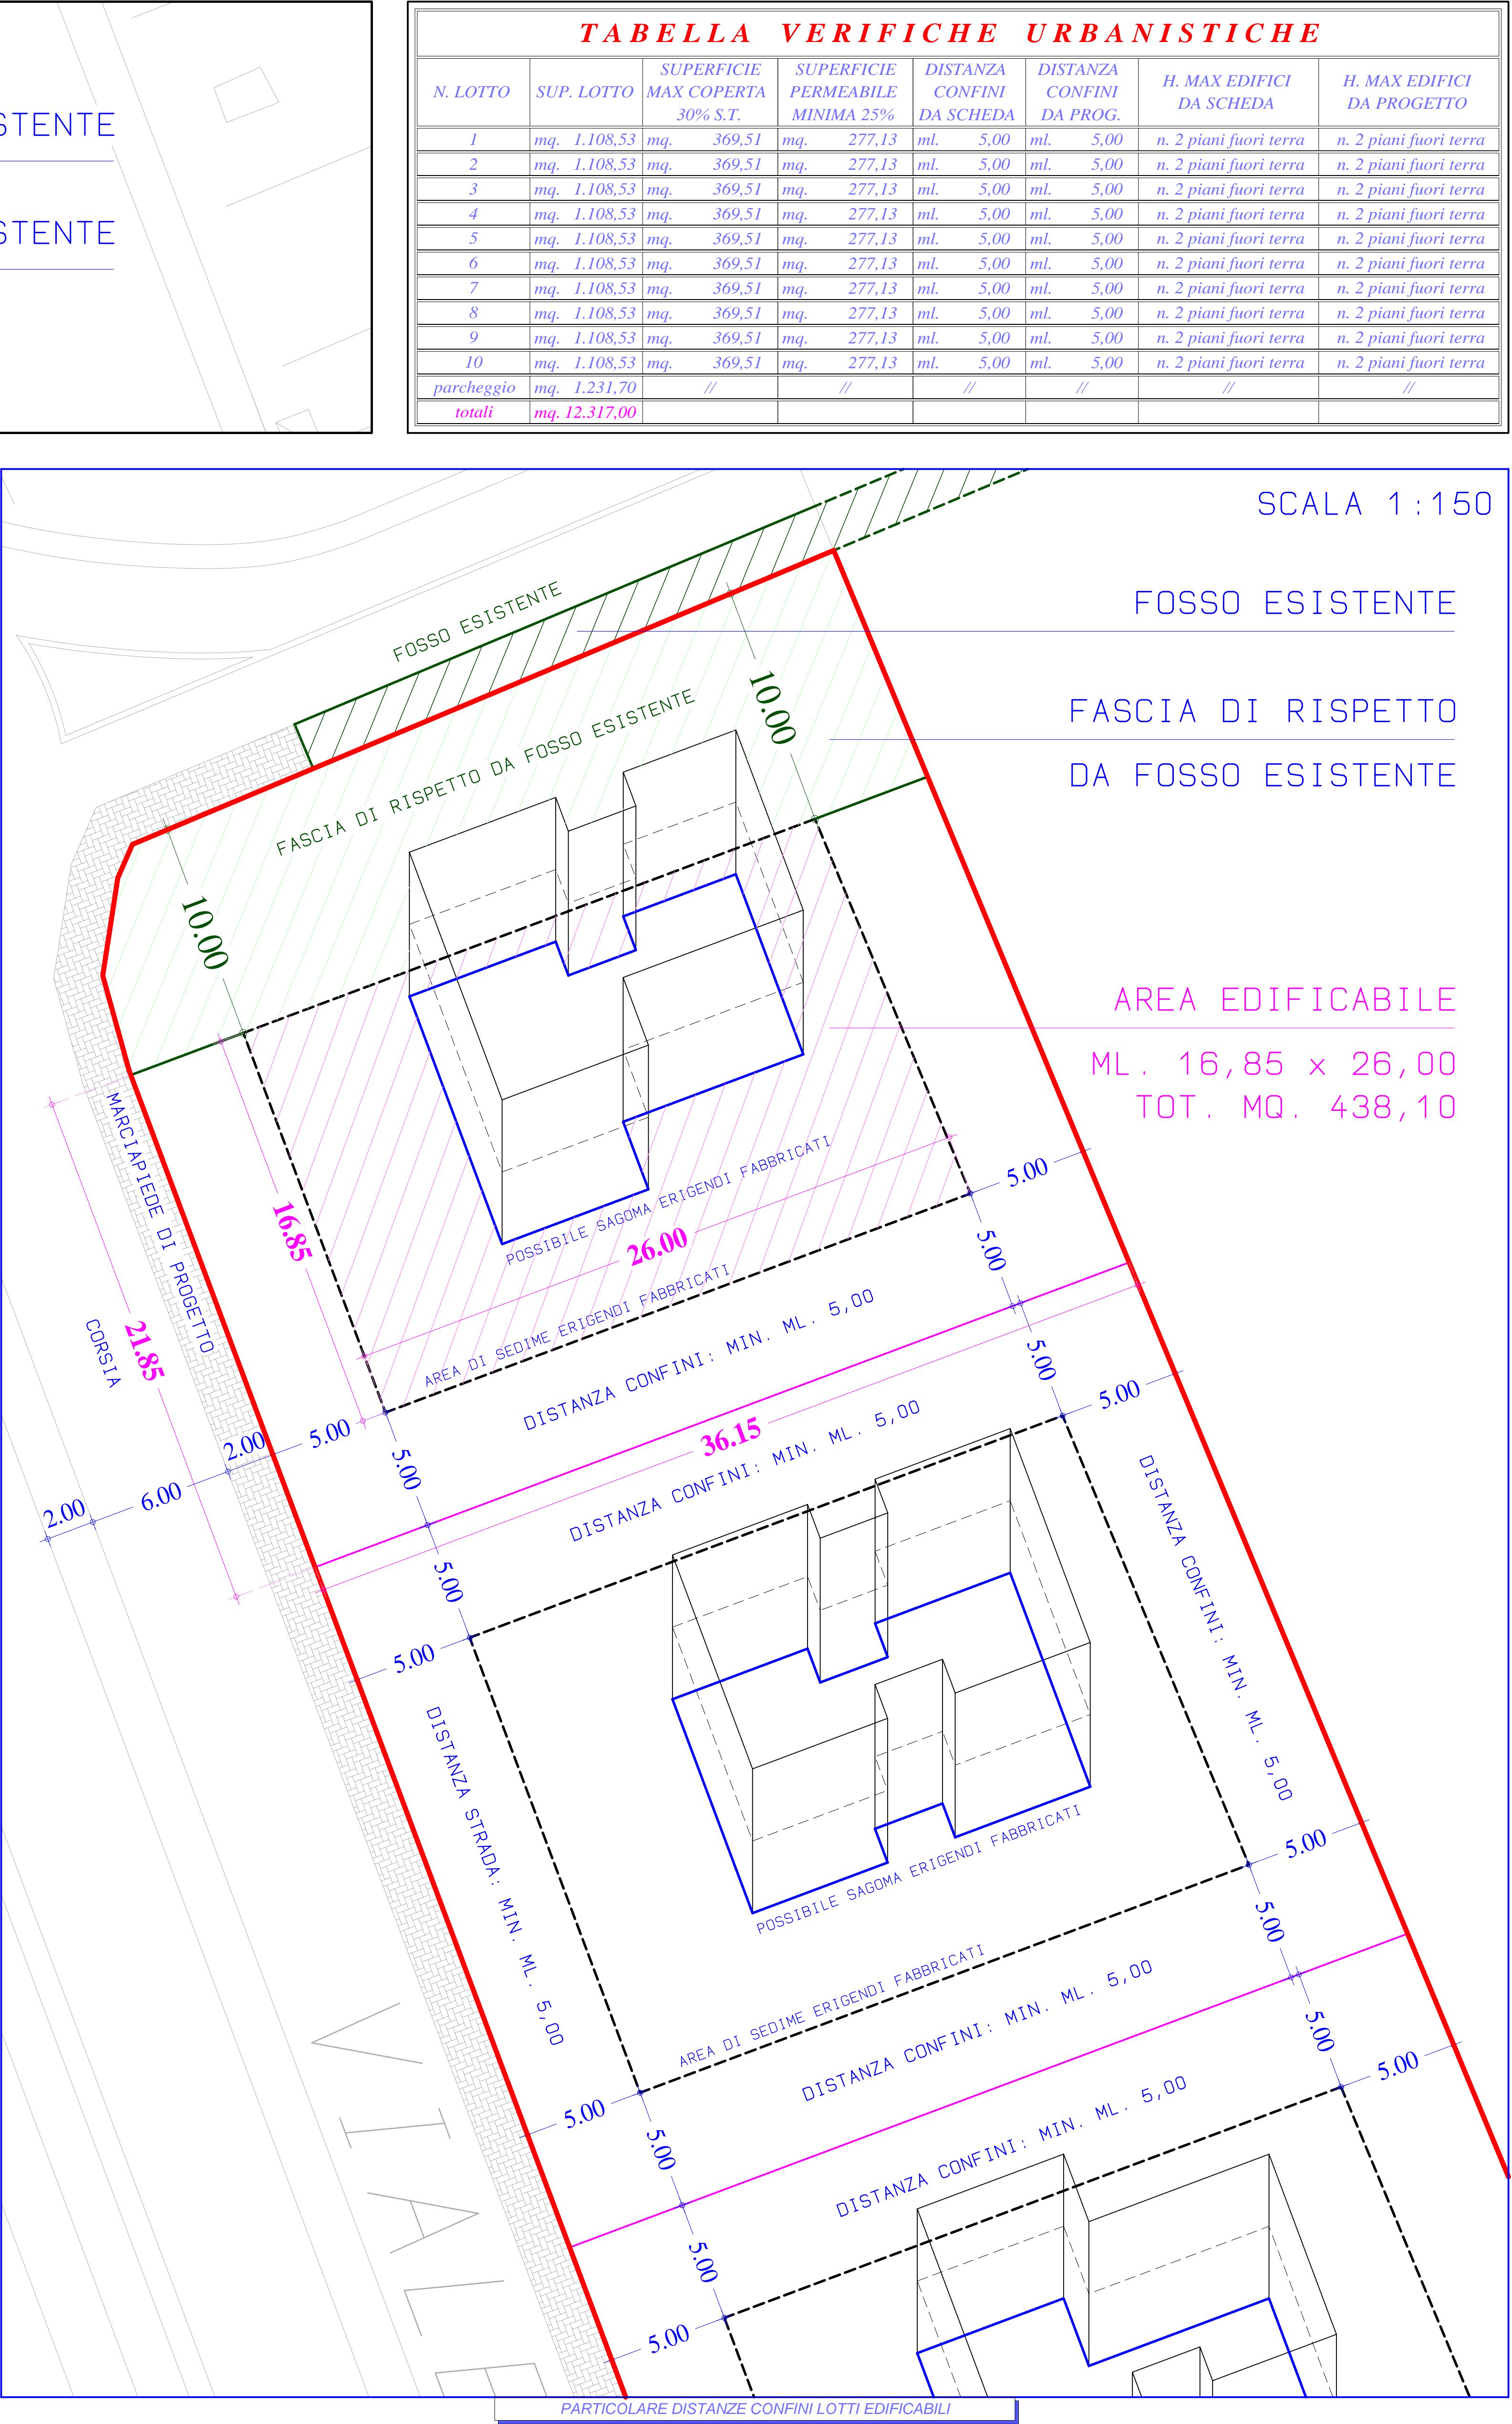 STENTE
STENTE
TABELLA VERIFICHE URBANISTICHE
N. LOTTO SUP. LOTTO SUPERFICIE MAX COPERTA 30% S.T. SUPERFICIE PERMEABILE MINIMA 25% DISTANZA CONFINI DA SCHEDA DISTANZA CONFINI DA PROG. H. MAX EDIFICI DA SCHEDA H. MAX EDIFICI DA PROGETTO
1 mq. 1.108,53 mq. 369,51 mq. 277,13 ml. 5,00 ml. 5,00 n. 2 piani fuori terra n. 2 piani fuori terra
2 mq. 1.108,53 mq. 369,51 mq. 277,13 ml. 5,00 ml. 5,00 n. 2 piani fuori terra n. 2 piani fuori terra
3 mq. 1.108,53 mq. 369,51 mq. 277,13 ml. 5,00 ml. 5,00 n. 2 piani fuori terra n. 2 piani fuori terra
4 mq. 1.108,53 mq. 369,51 mq. 277,13 ml. 5,00 ml. 5,00 n. 2 piani fuori terra n. 2 piani fuori terra
5 mq. 1.108,53 mq. 369,51 mq. 277,13 ml. 5,00 ml. 5,00 n. 2 piani fuori terra n. 2 piani fuori terra
6 mq. 1.108,53 mq. 369,51 mq. 277,13 ml. 5,00 ml. 5,00 n. 2 piani fuori terra n. 2 piani fuori terra
7 mq. 1.108,53 mq. 369,51 mq. 277,13 ml. 5,00 ml. 5,00 n. 2 piani fuori terra n. 2 piani fuori terra
8 mq. 1.108,53 mq. 369,51 mq. 277,13 ml. 5,00 ml. 5,00 n. 2 piani fuori terra n. 2 piani fuori terra
9 mq. 1.108,53 mq. 369,51 mq. 277,13 ml. 5,00 ml. 5,00 n. 2 piani fuori terra n. 2 piani fuori terra
10 mq. 1.108,53 mq. 369,51 mq. 277,13 ml. 5,00 ml. 5,00 n. 2 piani fuori terra n. 2 piani fuori terra
parcheggio mq. 1.231,70 // // // // // //
totali mq. 12.317,00
SCALA 1:150
FOSSO ESISTENTE
FOSSO ESISTENTE
FASCIA DI RISPETTO
DA FOSSO ESISTENTE
FASCIA DI RISPETTO DA FOSSO ESISTENTE
10.00
10.00
AREA EDIFICABILE
ML. 16,85 x 26,00
TOT. MQ. 438,10
MARCIAPIEDE DI PROGETTO
POSSIBILE SAGOMA ERIGENDI FABBRICATI
5.00
16.85
26.00
5.00
AREA DI SEDIME ERIGENDI FABBRICATI
DISTANZA CONFINI: MIN. ML. 5,00
21.85
CORSIA
5.00
5.00
2.00
5.00
36.15
DISTANZA CONFINI: MIN. ML. 5,00
5.00
6.00
2.00
5.00
5.00
DISTANZA CONFINI: MIN. ML. 5,00
DISTANZA STRADA: MIN. ML. 5,00
POSSIBILE SAGOMA ERIGENDI FABBRICATI
5.00
5.00
AREA DI SEDIME ERIGENDI FABBRICATI
DISTANZA CONFINI: MIN. ML. 5,00
5.00
5.00
5.00
5.00
DISTANZA CONFINI: MIN. ML. 5,00
5.00
5.00
VIALE
PARTICOLARE DISTANZE CONFINI LOTTI EDIFICABILI